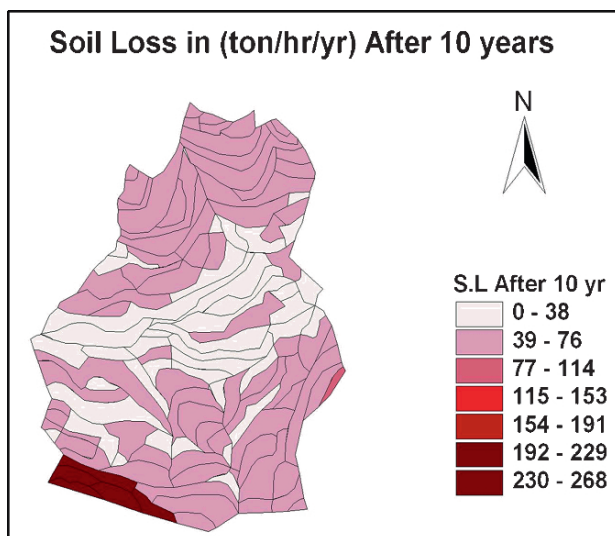 Soil Loss in (ton/hr/yr) After 10 years
N
S.L After 10 yr
0 - 38
39 - 76
77 - 114
115 - 153
154 - 191
192 - 229
230 - 268